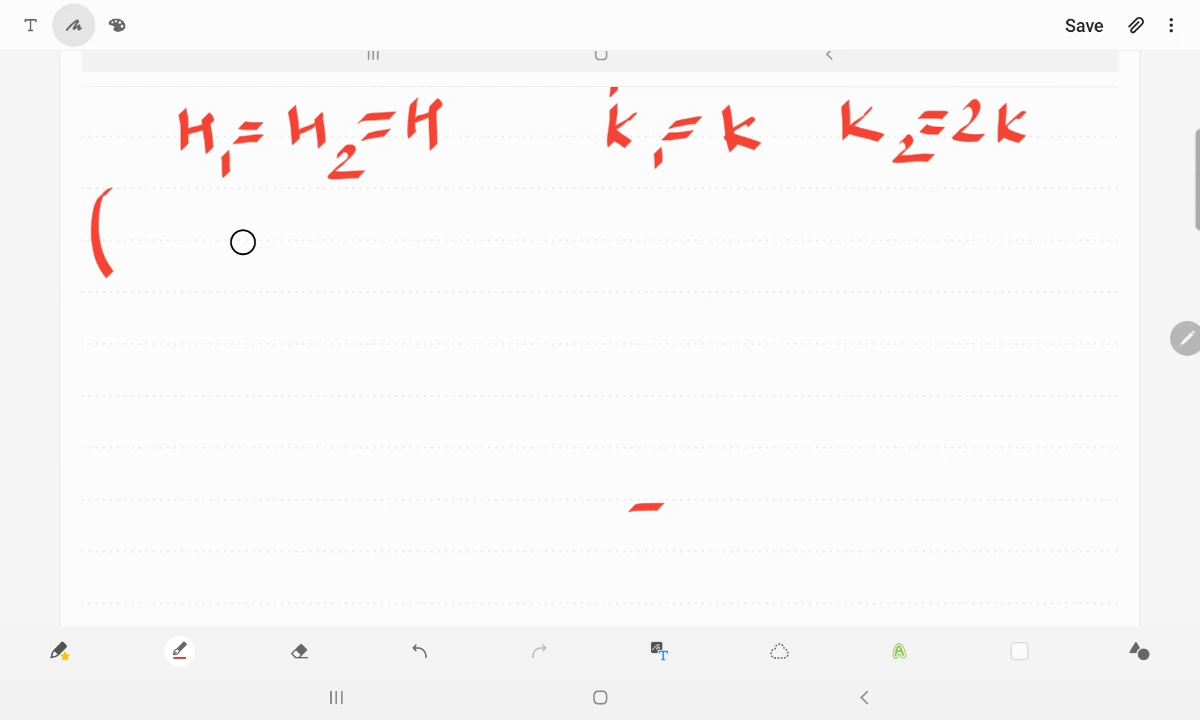 T Save
H₁ = H₂ = H k₁ = k k₂ = 2k
(
-
T A